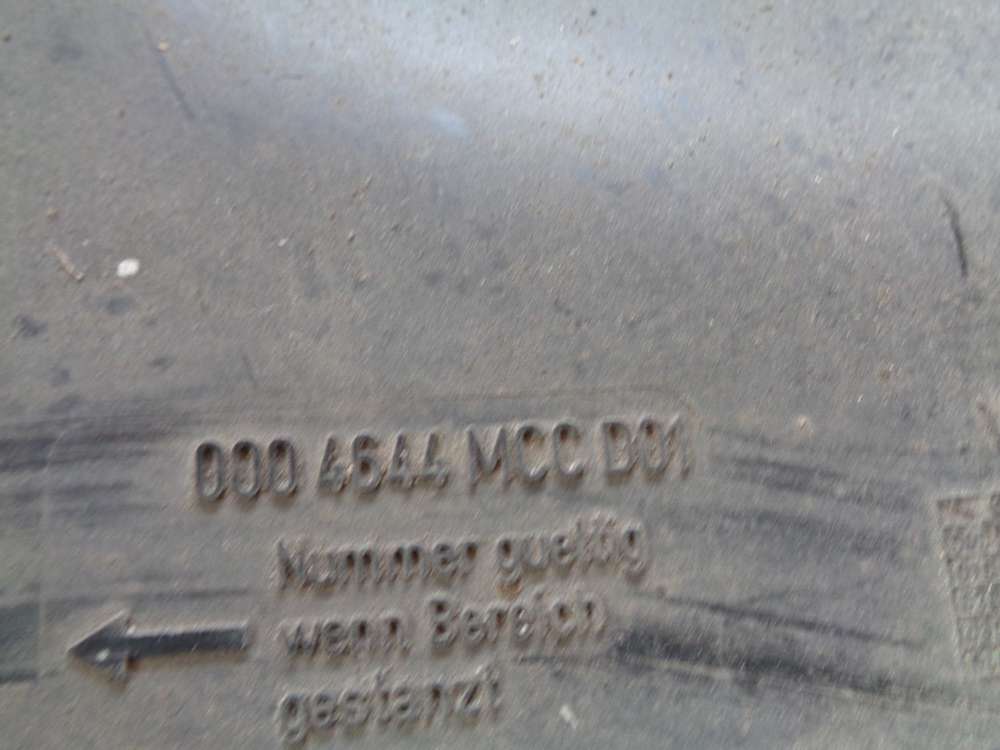 000 4644 MCC D01
Nummer gueltig
wenn Bereich
gestanzt